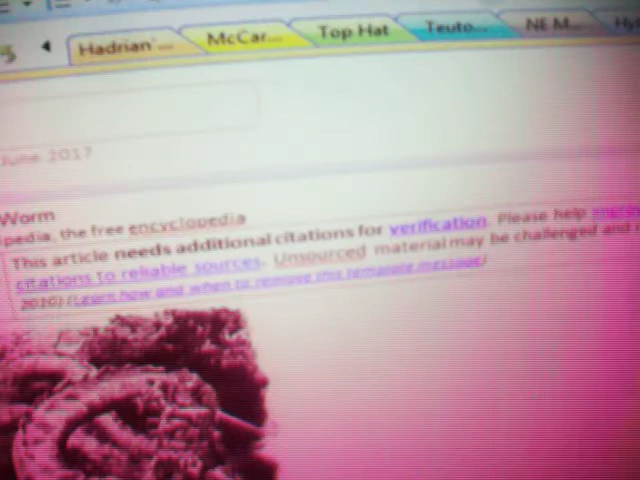 Hadrian'...
McCar...
Top Hat
Teuto...
NE M...
June 2017
Worm
pedia, the free encyclopedia
This article needs additional citations for verification. Please help
citations to reliable sources. Unsourced material may be challenged and
2010) (Learn how and when to remove this template message)